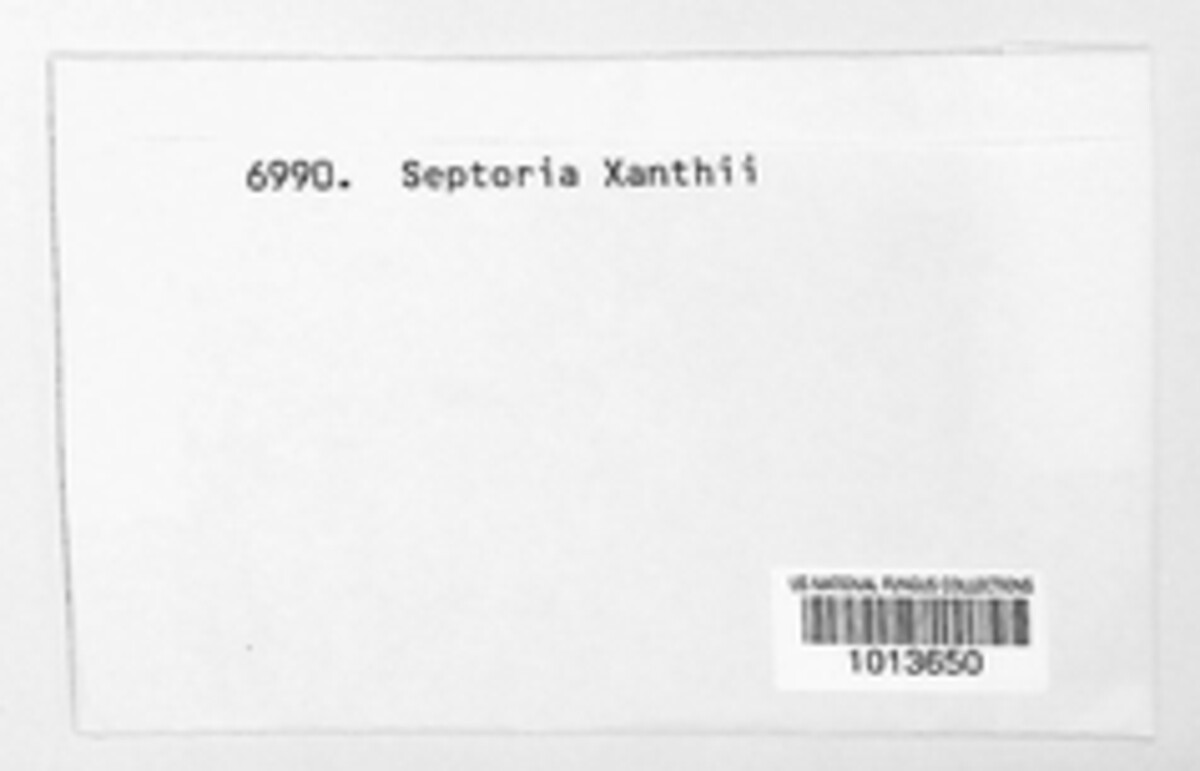 6990. Septoria Xanthii
US NATIONAL FUNGUS COLLECTIONS
1013650